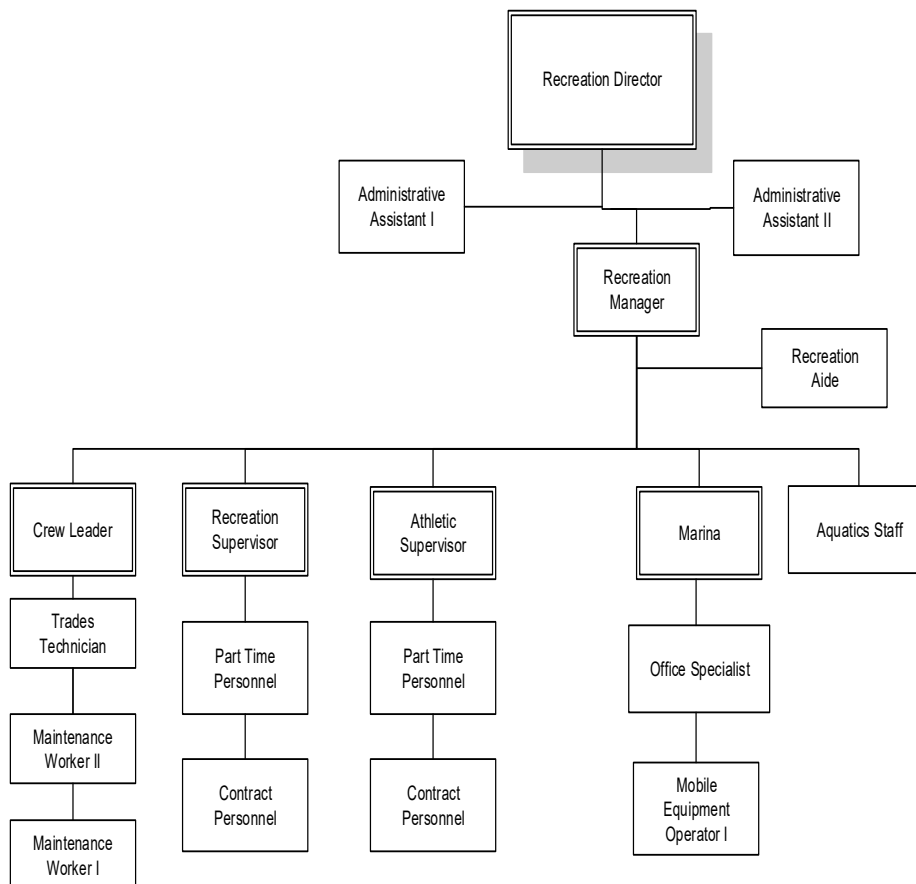 Recreation Director
Administrative
Assistant I
Administrative
Assistant II
Recreation
Manager
Recreation
Aide
Crew Leader
Recreation
Supervisor
Athletic
Supervisor
Marina
Aquatics Staff
Trades
Technician
Part Time
Personnel
Part Time
Personnel
Office Specialist
Maintenance
Worker II
Contract
Personnel
Contract
Personnel
Mobile
Equipment
Operator I
Maintenance
Worker I